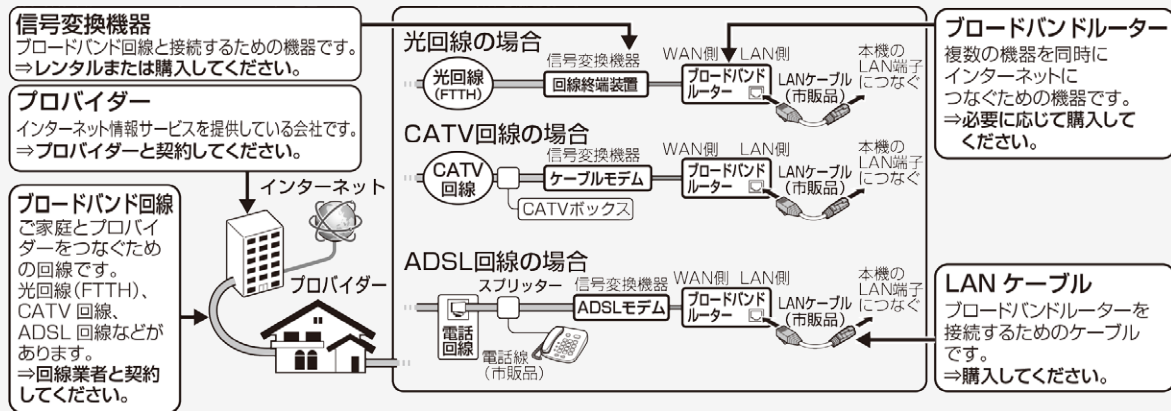 信号変換機器
ブロードバンド回線と接続するための機器です。
⇒レンタルまたは購入してください。
プロバイダー
インターネット情報サービスを提供している会社です。
⇒プロバイダーと契約してください。
ブロードバンド回線
ご家庭とプロバイ
ダーをつなぐため
の回線です。
光回線(FTTH)、
CATV 回線、
ADSL 回線などが
あります。
⇒回線業者と契約
してください。
インターネット
プロバイダー
光回線の場合
信号変換機器
WAN側 LAN側
本機の
LAN端子
につなぐ
光回線
(FTTH)
回線終端装置
ブロードバンド
ルーター
LANケーブル
(市販品)
CATV回線の場合
信号変換機器
WAN側 LAN側
本機の
LAN端子
につなぐ
CATV
回線
ケーブルモデム
ブロードバンド
ルーター
LANケーブル
(市販品)
CATVボックス
ADSL回線の場合
スプリッター
信号変換機器
WAN側 LAN側
本機の
LAN端子
につなぐ
ADSLモデム
ブロードバンド
ルーター
LANケーブル
(市販品)
電話
回線
電話線
(市販品)
ブロードバンドルーター
複数の機器を同時に
インターネットに
つなぐための機器です。
⇒必要に応じて購入して
ください。
LAN ケーブル
ブロードバンドルーターを
接続するためのケーブル
です。
⇒購入してください。